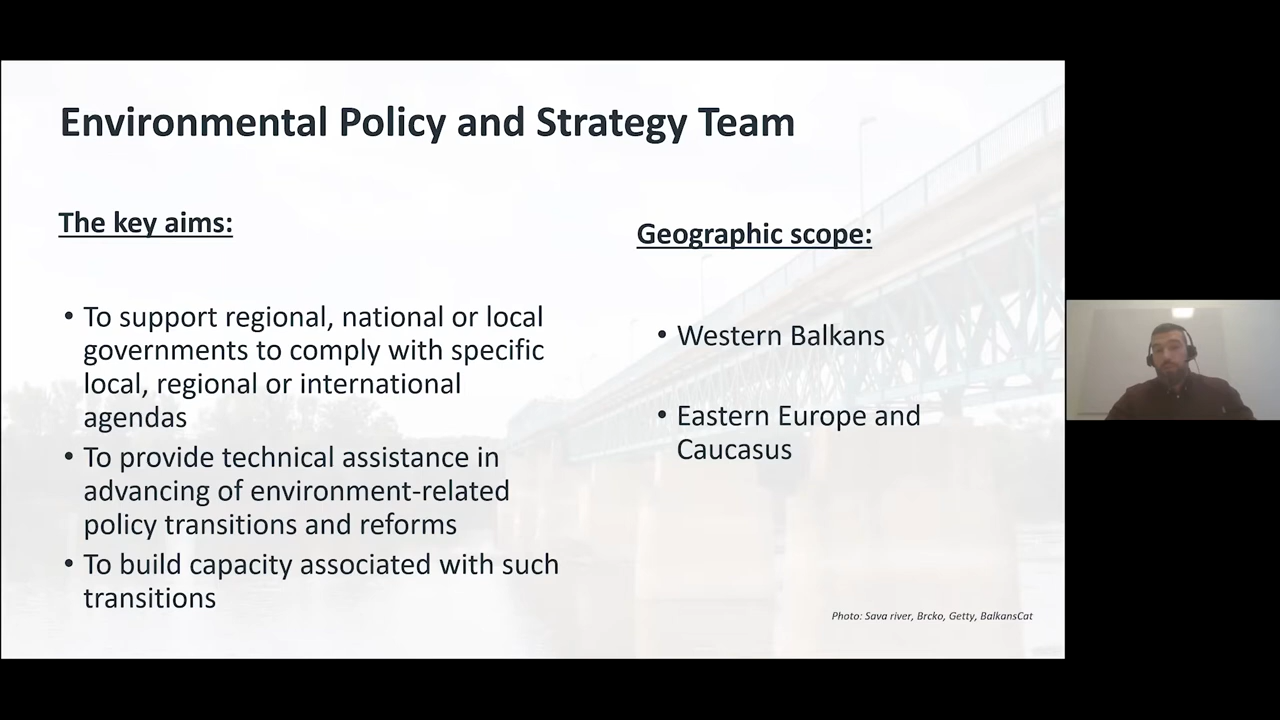 Environmental Policy and Strategy Team
The key aims:
• To support regional, national or local
governments to comply with specific
local, regional or international
agendas
• To provide technical assistance in
advancing of environment-related
policy transitions and reforms
• To build capacity associated with such
transitions
Geographic scope:
• Western Balkans
• Eastern Europe and
Caucasus
Photo: Sava river, Brcko, Getty, BalkansCat